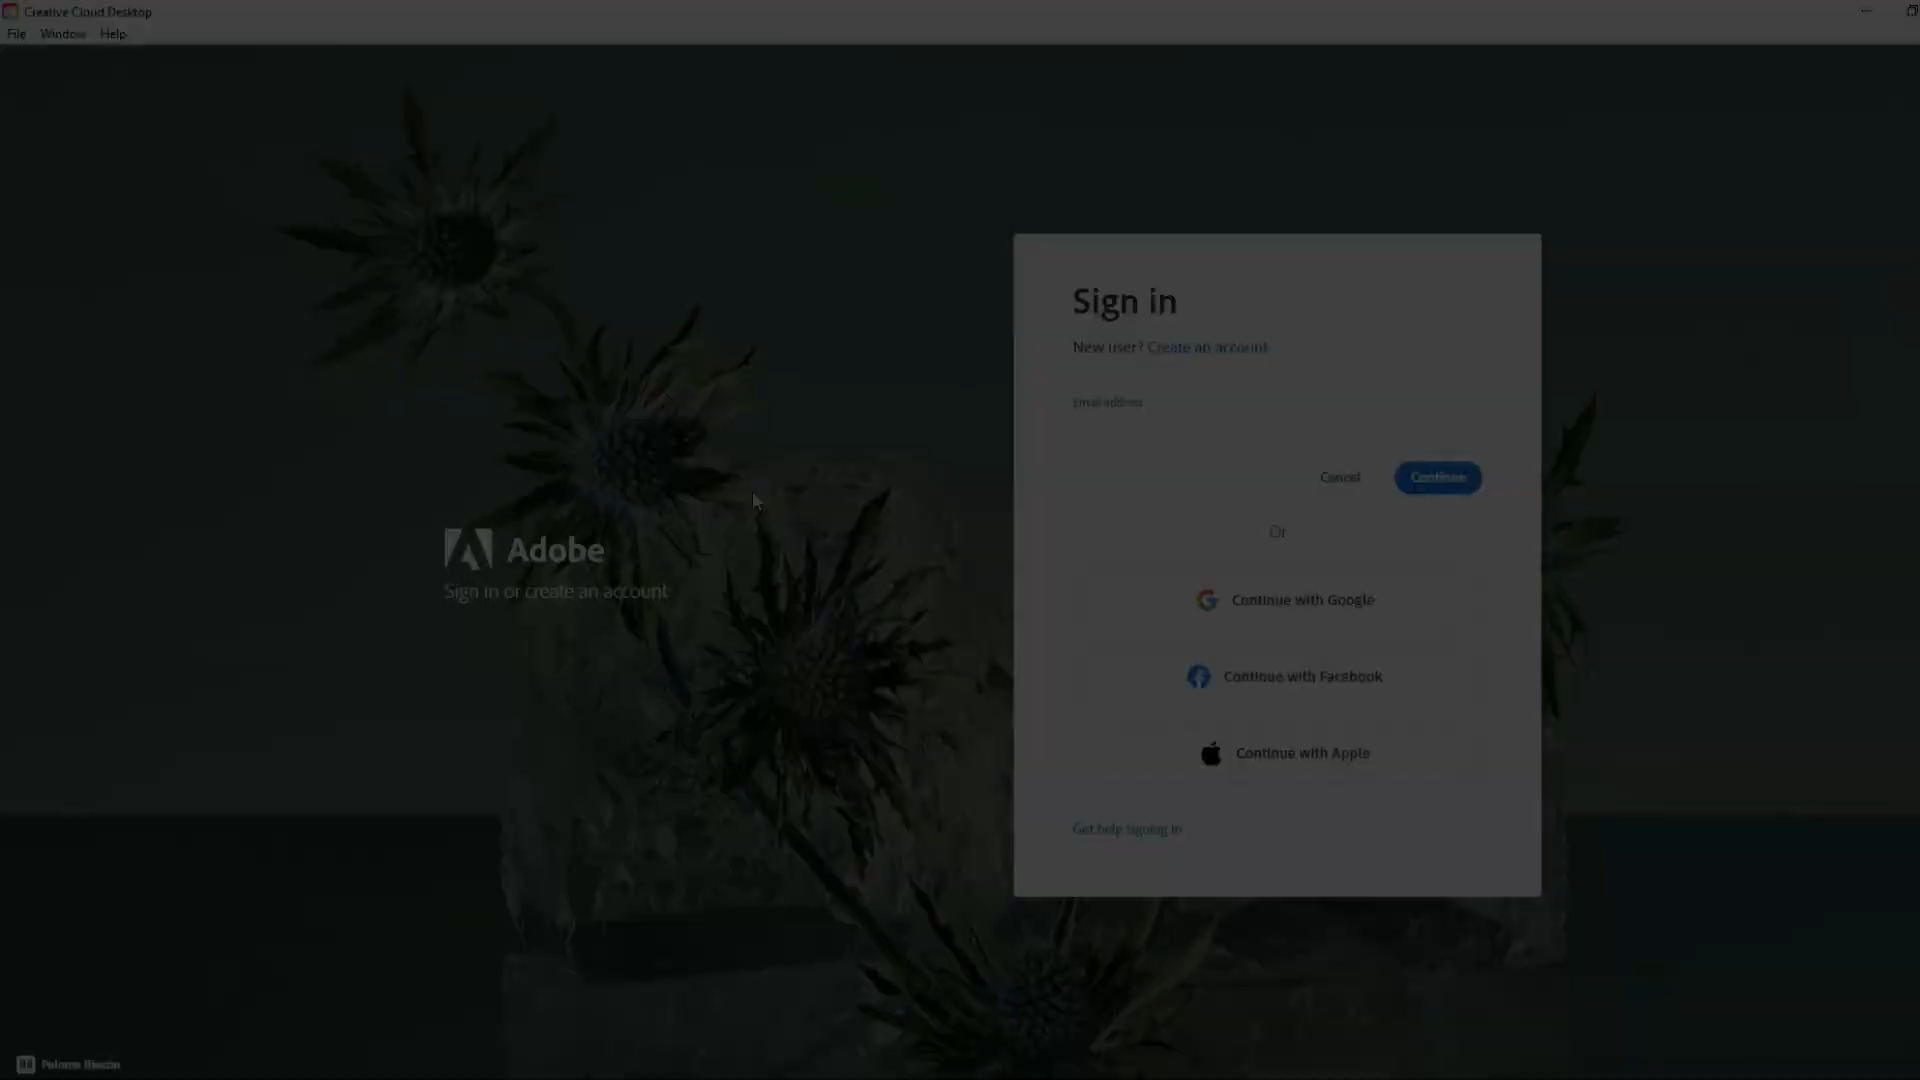 Creative Cloud Desktop
File Window Help
Sign in
New user? Create an account
Email address
Cancel Continue
Or
Adobe
Sign in or create an account
Continue with Google
Continue with Facebook
Continue with Apple
Get help signing in